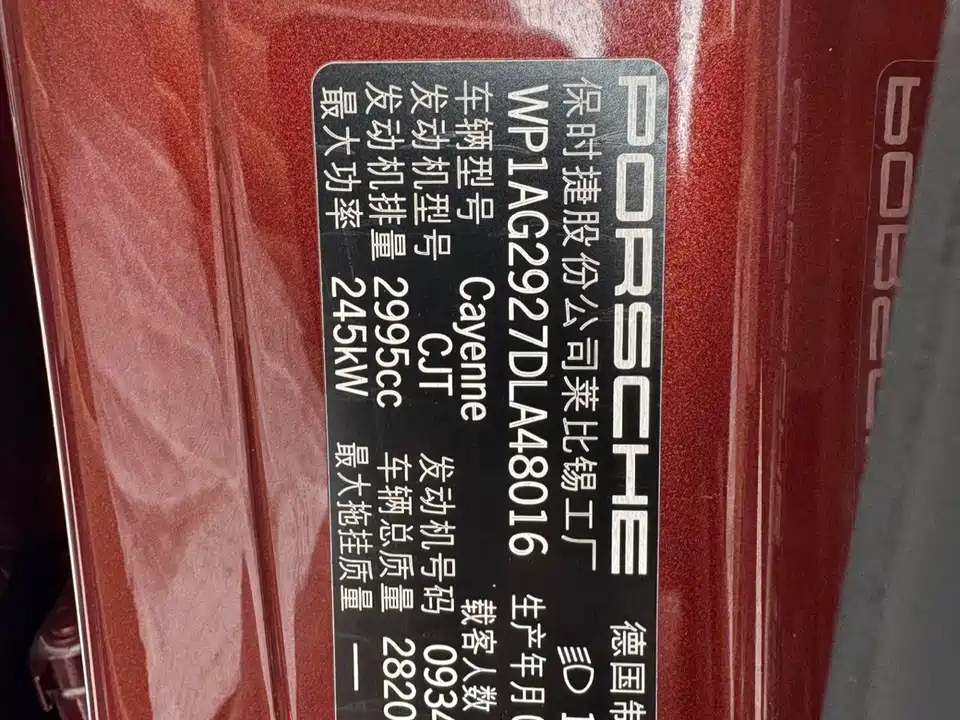 PORSCHE 德国制
保时捷股份公司莱比锡工厂 1
WP1AG2927DLA48016 生产年月 0
车辆型号 Cayenne 载客人数
发动机型号 CJT 发动机号码 0934
发动机排量 2995cc 车辆总质量 2820
最大功率 245kW 最大拖挂质量 —